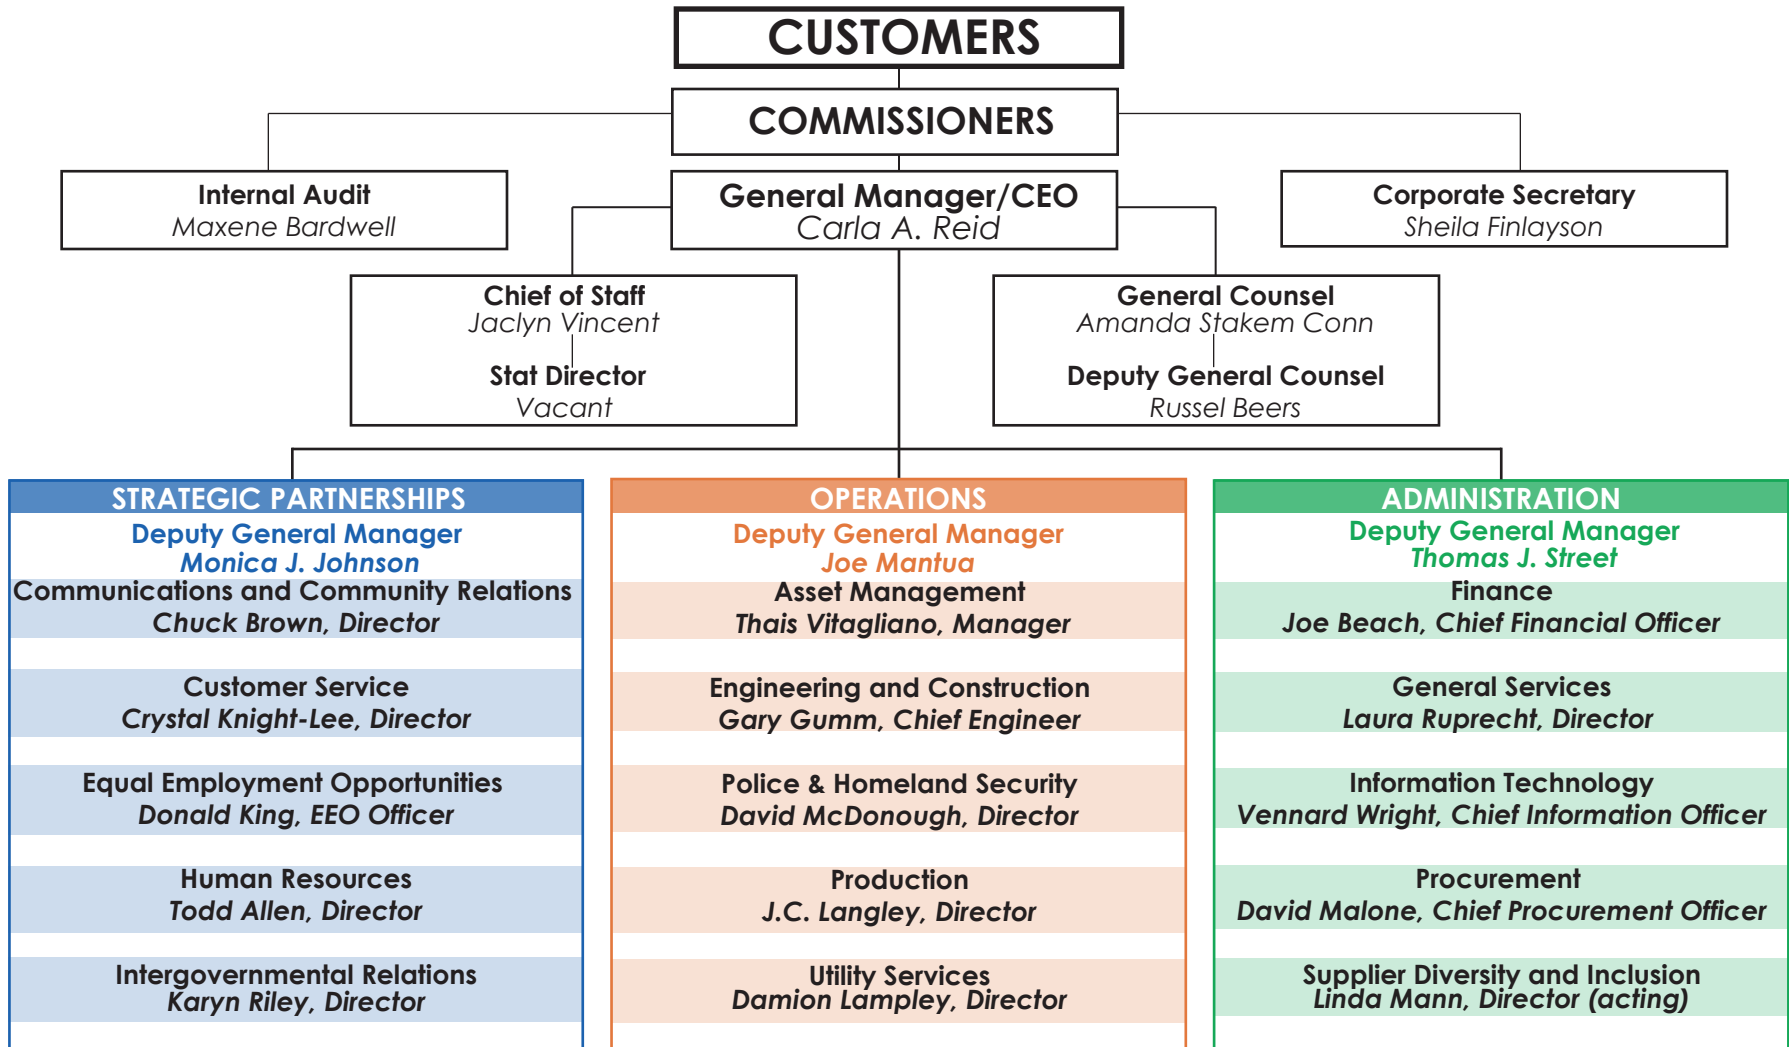 CUSTOMERS
COMMISSIONERS
Internal Audit
Maxene Bardwell
General Manager/CEO
Carla A. Reid
Corporate Secretary
Sheila Finlayson
Chief of Staff
Jaclyn Vincent
Stat Director
Vacant
General Counsel
Amanda Stakem Conn
Deputy General Counsel
Russel Beers
STRATEGIC PARTNERSHIPS
Deputy General Manager
Monica J. Johnson
Communications and Community Relations
Chuck Brown, Director
Customer Service
Crystal Knight-Lee, Director
Equal Employment Opportunities
Donald King, EEO Officer
Human Resources
Todd Allen, Director
Intergovernmental Relations
Karyn Riley, Director
OPERATIONS
Deputy General Manager
Joe Mantua
Asset Management
Thais Vitagliano, Manager
Engineering and Construction
Gary Gumm, Chief Engineer
Police & Homeland Security
David McDonough, Director
Production
J.C. Langley, Director
Utility Services
Damion Lampley, Director
ADMINISTRATION
Deputy General Manager
Thomas J. Street
Finance
Joe Beach, Chief Financial Officer
General Services
Laura Ruprecht, Director
Information Technology
Vennard Wright, Chief Information Officer
Procurement
David Malone, Chief Procurement Officer
Supplier Diversity and Inclusion
Linda Mann, Director (acting)